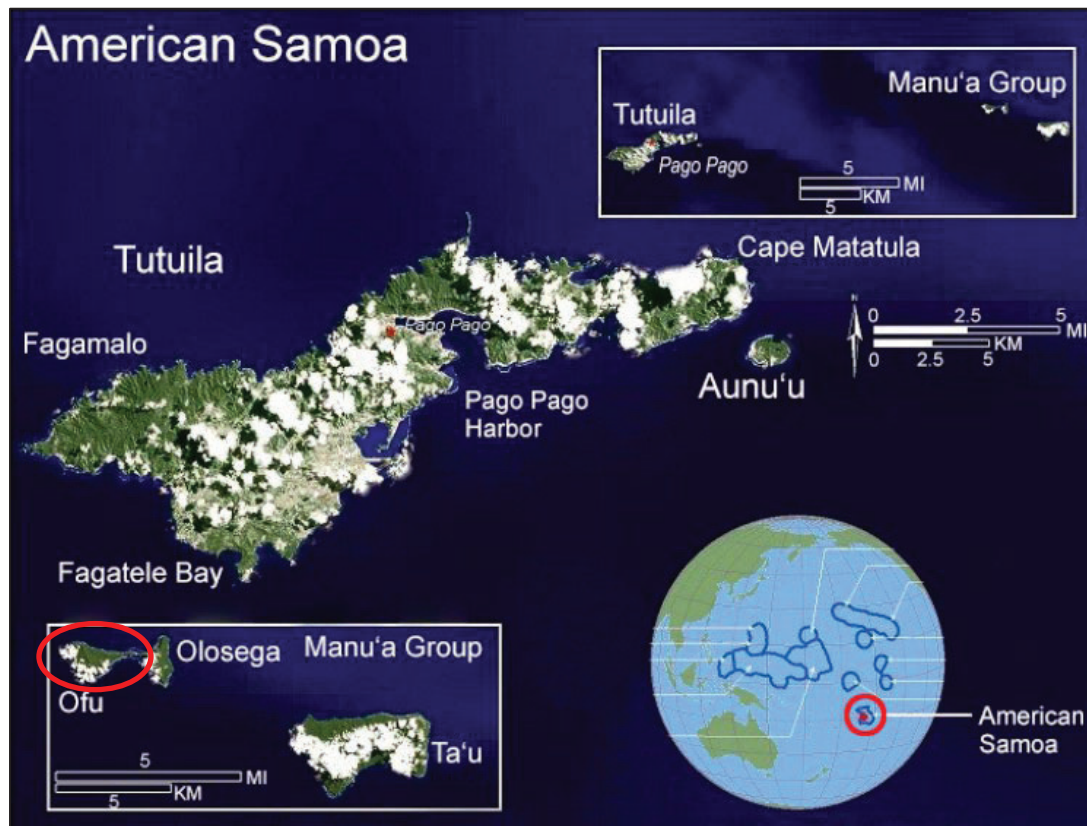 American Samoa
Manu‘a Group
Tutuila
Pago Pago
5
MI
KM
5
Tutuila
Cape Matatula
Pago Pago
Fagamalo
N
0 2.5 5
MI
KM
0 2.5 5
Aunu‘u
Pago Pago
Harbor
Fagatele Bay
Olosega
Manu‘a Group
Ofu
Ta‘u
5
MI
KM
5
American
Samoa